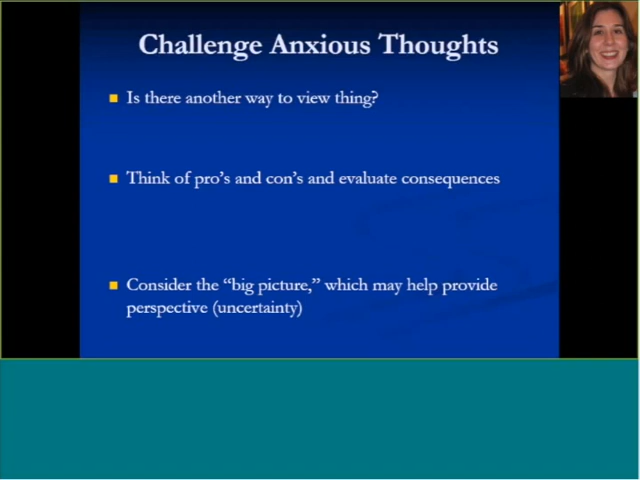 Challenge Anxious Thoughts
Is there another way to view thing?
Think of pro's and con's and evaluate consequences
Consider the “big picture,” which may help provide
perspective (uncertainty)